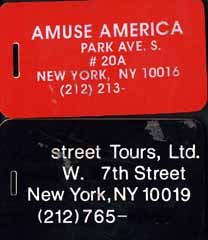 AMUSE AMERICA
PARK AVE. S.
# 20A
NEW YORK, NY 10016
(212) 213-
street Tours, Ltd.
W. 7th Street
New York, NY 10019
(212) 765-